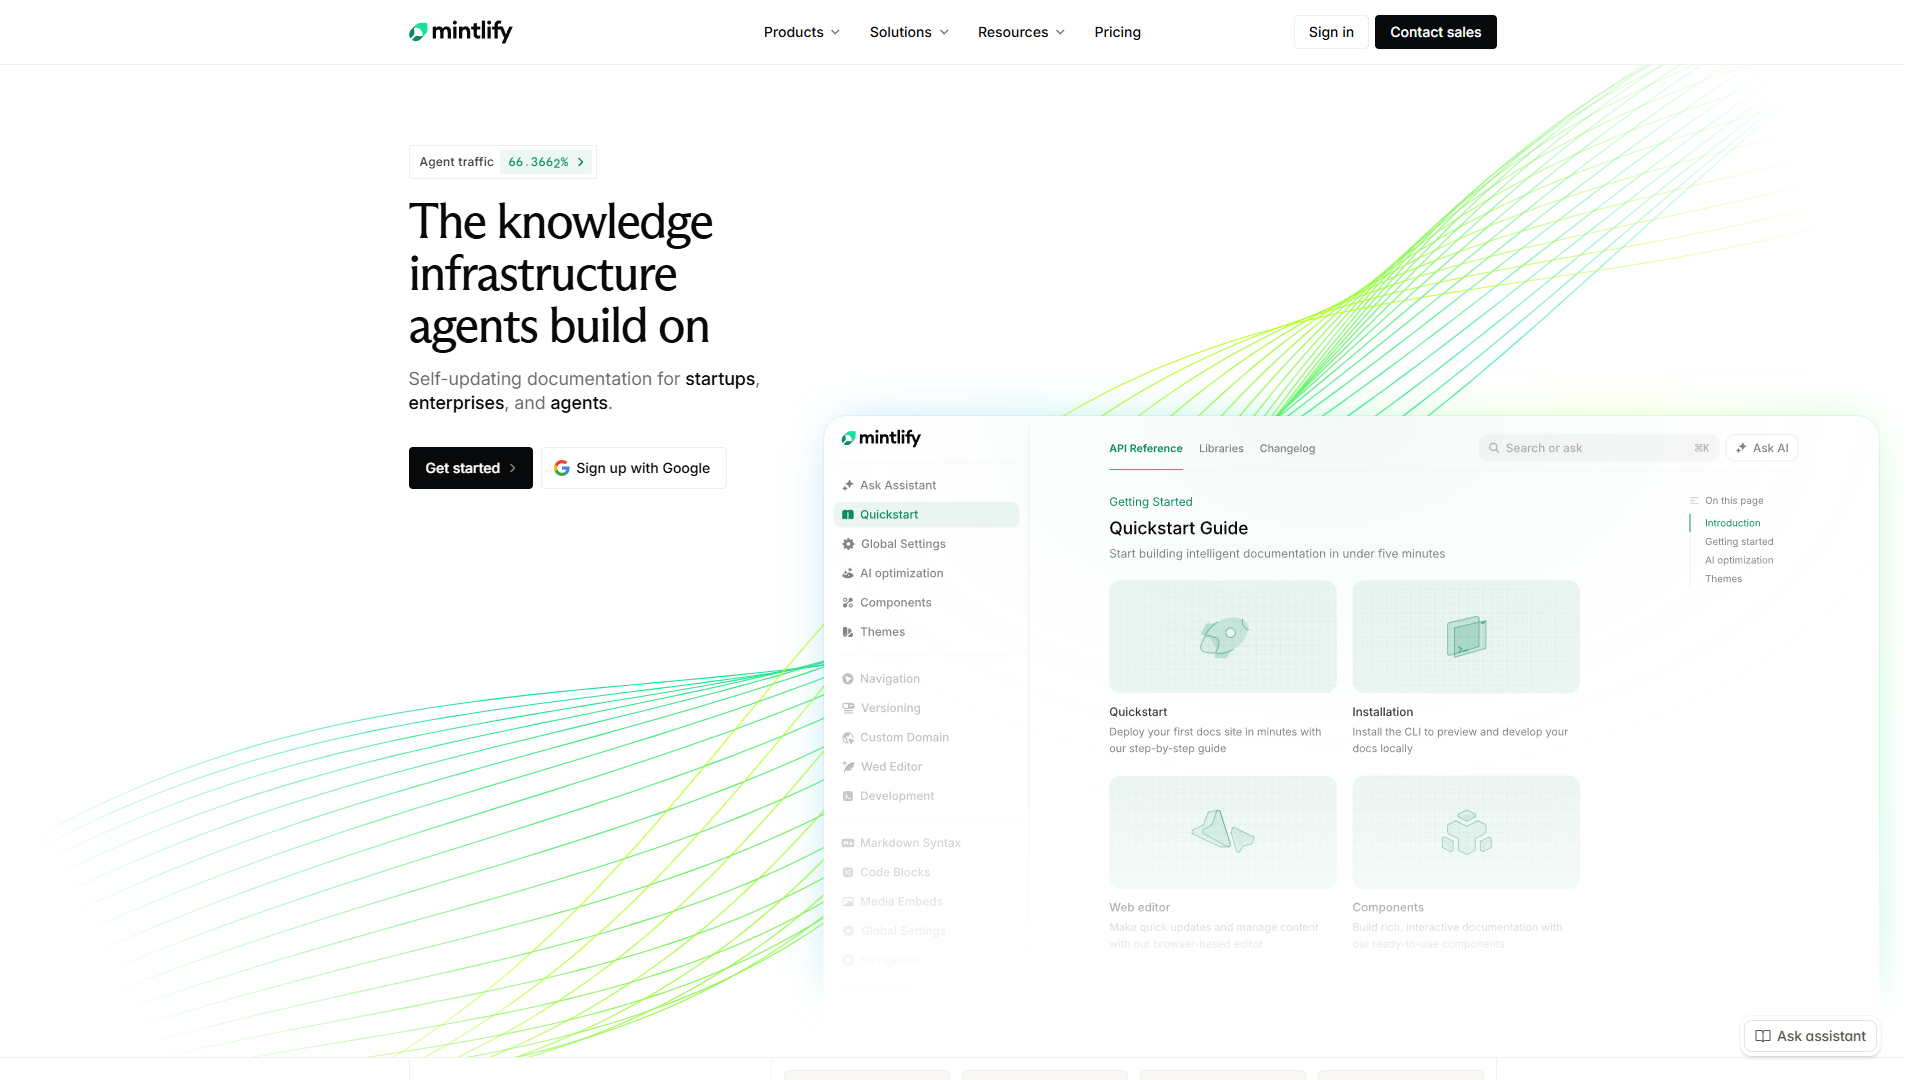 mintlify
Products
Solutions
Resources
Pricing
Sign in
Contact sales
Agent traffic 66.3662%
The knowledge
infrastructure
agents build on
Self-updating documentation for startups,
enterprises, and agents.
Get started
Sign up with Google
mintlify
Ask Assistant
Quickstart
Global Settings
AI optimization
Components
Themes
Navigation
Versioning
Custom Domain
Wed Editor
Development
Markdown Syntax
Code Blocks
Media Embeds
Global Settings
Navigation
API Reference
Libraries
Changelog
Search or ask
⌘K
Ask AI
Getting Started
Quickstart Guide
Start building intelligent documentation in under five minutes
Quickstart
Deploy your first docs site in minutes with
our step-by-step guide
Installation
Install the CLI to preview and develop your
docs locally
Web editor
Make quick updates and manage content
with our browser-based editor
Components
Build rich, interactive documentation with
our ready-to-use components
On this page
Introduction
Getting started
AI optimization
Themes
Ask assistant